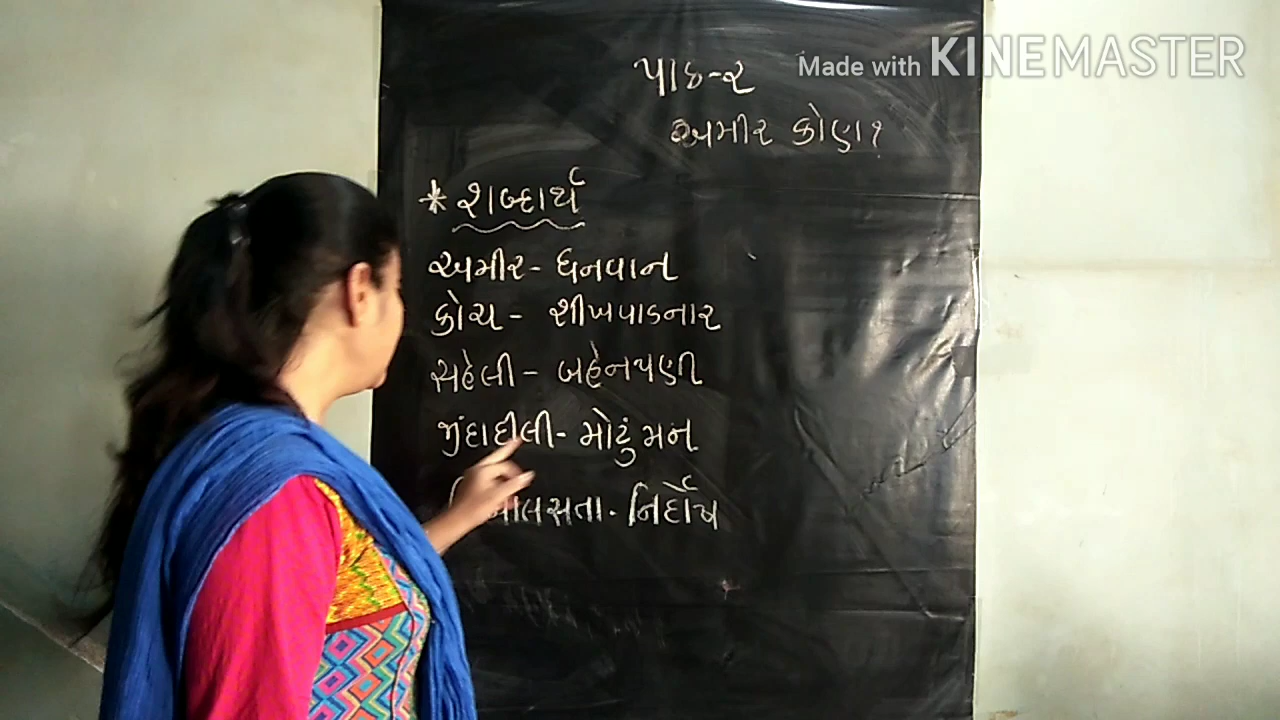 Made with KINEMASTER
પાઠ-૨
અમીર કોણ?
* શબ્દાર્થ
અમીર - ધનવાન
કોચ - શીખવાડનાર
સહેલી - બહેનપણી
જીંદાદીલી - મોટું મન
નિર્દોષ